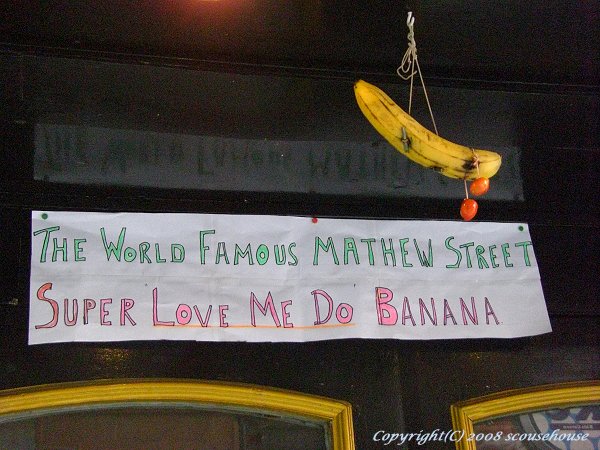 THE WORLD FAMOUS MATHEW STREET
SUPER LOVE ME DO BANANA
Copyright(C) 2008 scousehouse